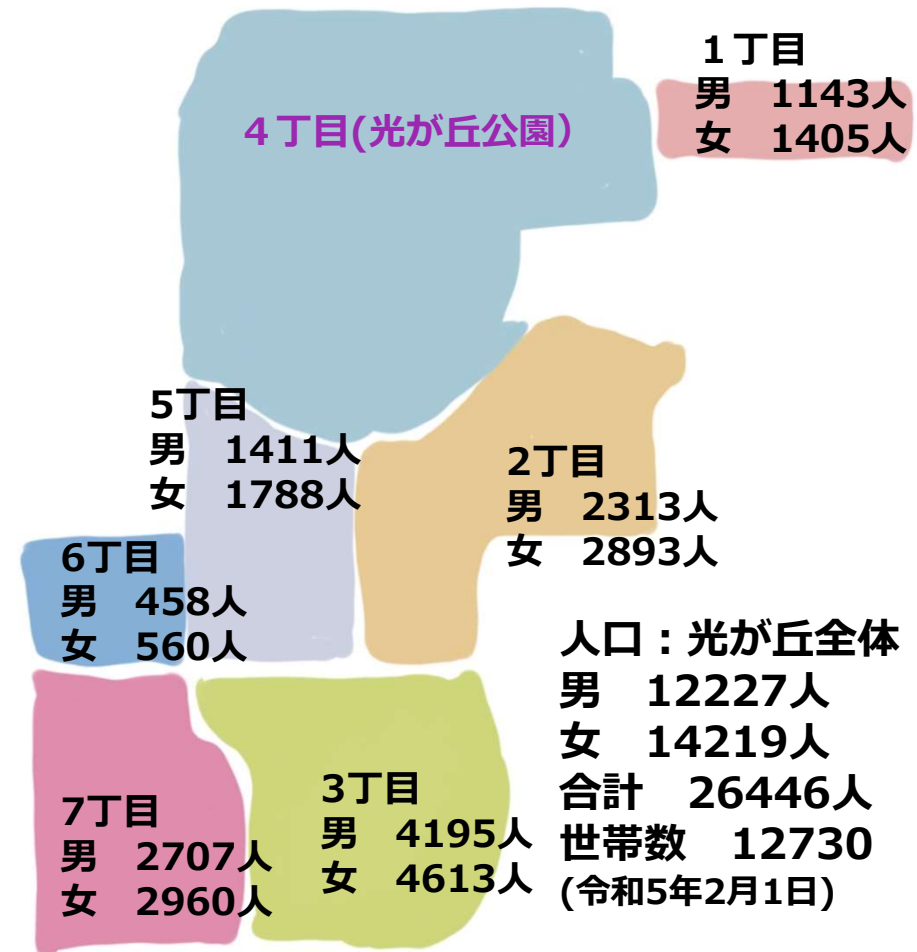 １丁目
男　1143人
女　1405人
４丁目(光が丘公園）
5丁目
男　1411人
女　1788人
2丁目
男　2313人
女　2893人
6丁目
男　458人
女　560人
人口：光が丘全体
男　12227人
女　14219人
合計　26446人
世帯数　12730
(令和5年2月1日)
7丁目
男　2707人
女　2960人
3丁目
男　4195人
女　4613人